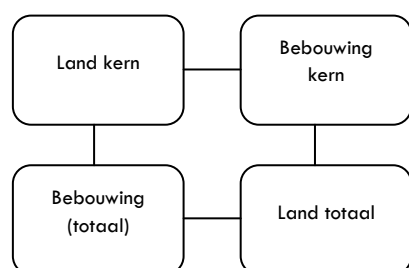 Land kern
Bebouwing
kern
Bebouwing
(totaal)
Land totaal